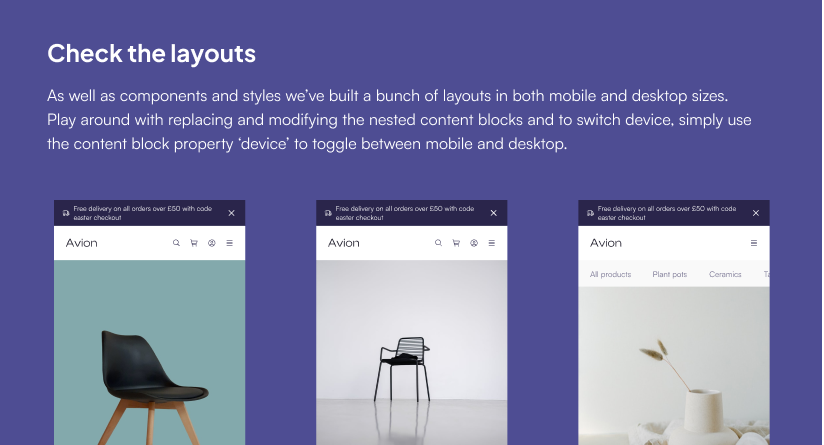 Check the layouts
As well as components and styles we’ve built a bunch of layouts in both mobile and desktop sizes.
Play around with replacing and modifying the nested content blocks and to switch device, simply use
the content block property ‘device’ to toggle between mobile and desktop.
Free delivery on all orders over £50 with code
easter checkout
Avion
Free delivery on all orders over £50 with code
easter checkout
Avion
Free delivery on all orders over £50 with code
easter checkout
Avion
All products Plant pots Ceramics Ta